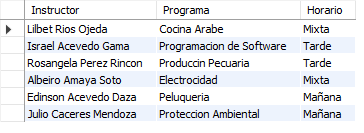 Instructor Programa Horario
Lilbet Rios Ojeda Cocina Arabe Mixta
Israel Acevedo Gama Programacion de Software Tarde
Rosangela Perez Rincon Produccin Pecuaria Tarde
Albeiro Amaya Soto Electrocidad Mixta
Edinson Acevedo Daza Peluqueria Mañana
Julio Caceres Mendoza Proteccion Ambiental Mañana